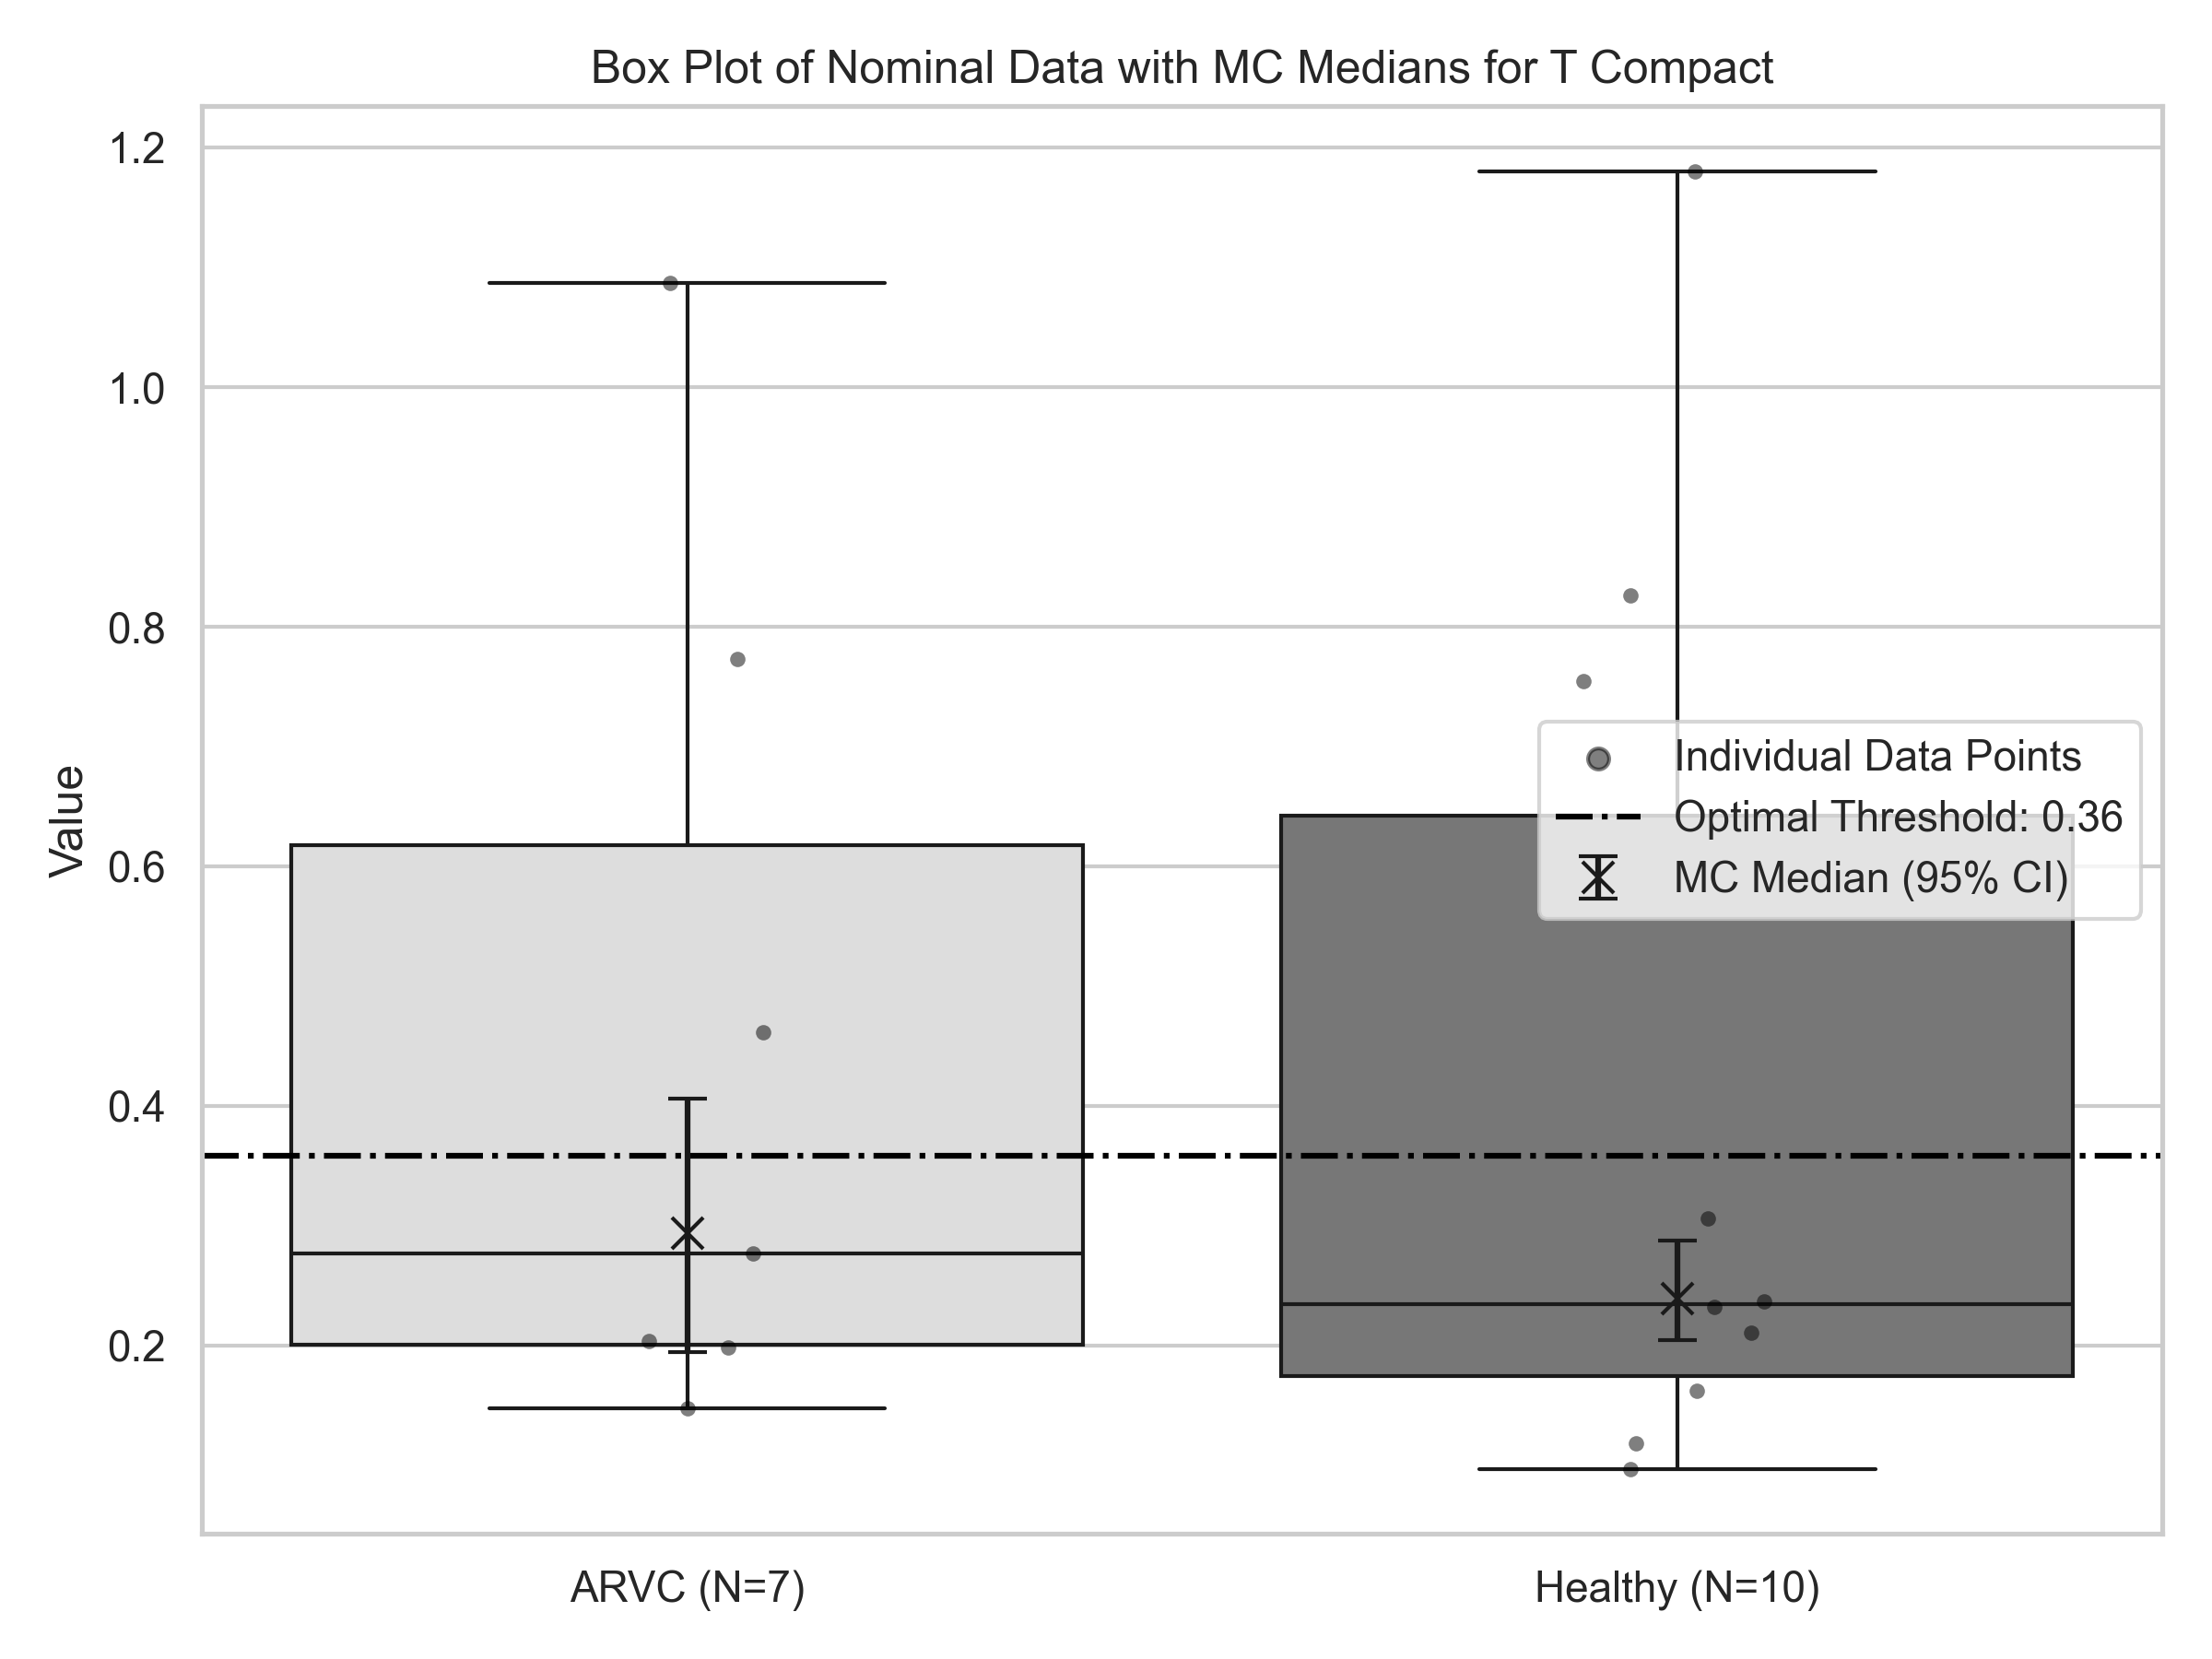 Box Plot of Nominal Data with MC Medians for T Compact
1.2
1.0
0.8
0.6
0.4
0.2
Value
Individual Data Points
Optimal Threshold: 0.36
MC Median (95% CI)
ARVC (N=7)
Healthy (N=10)